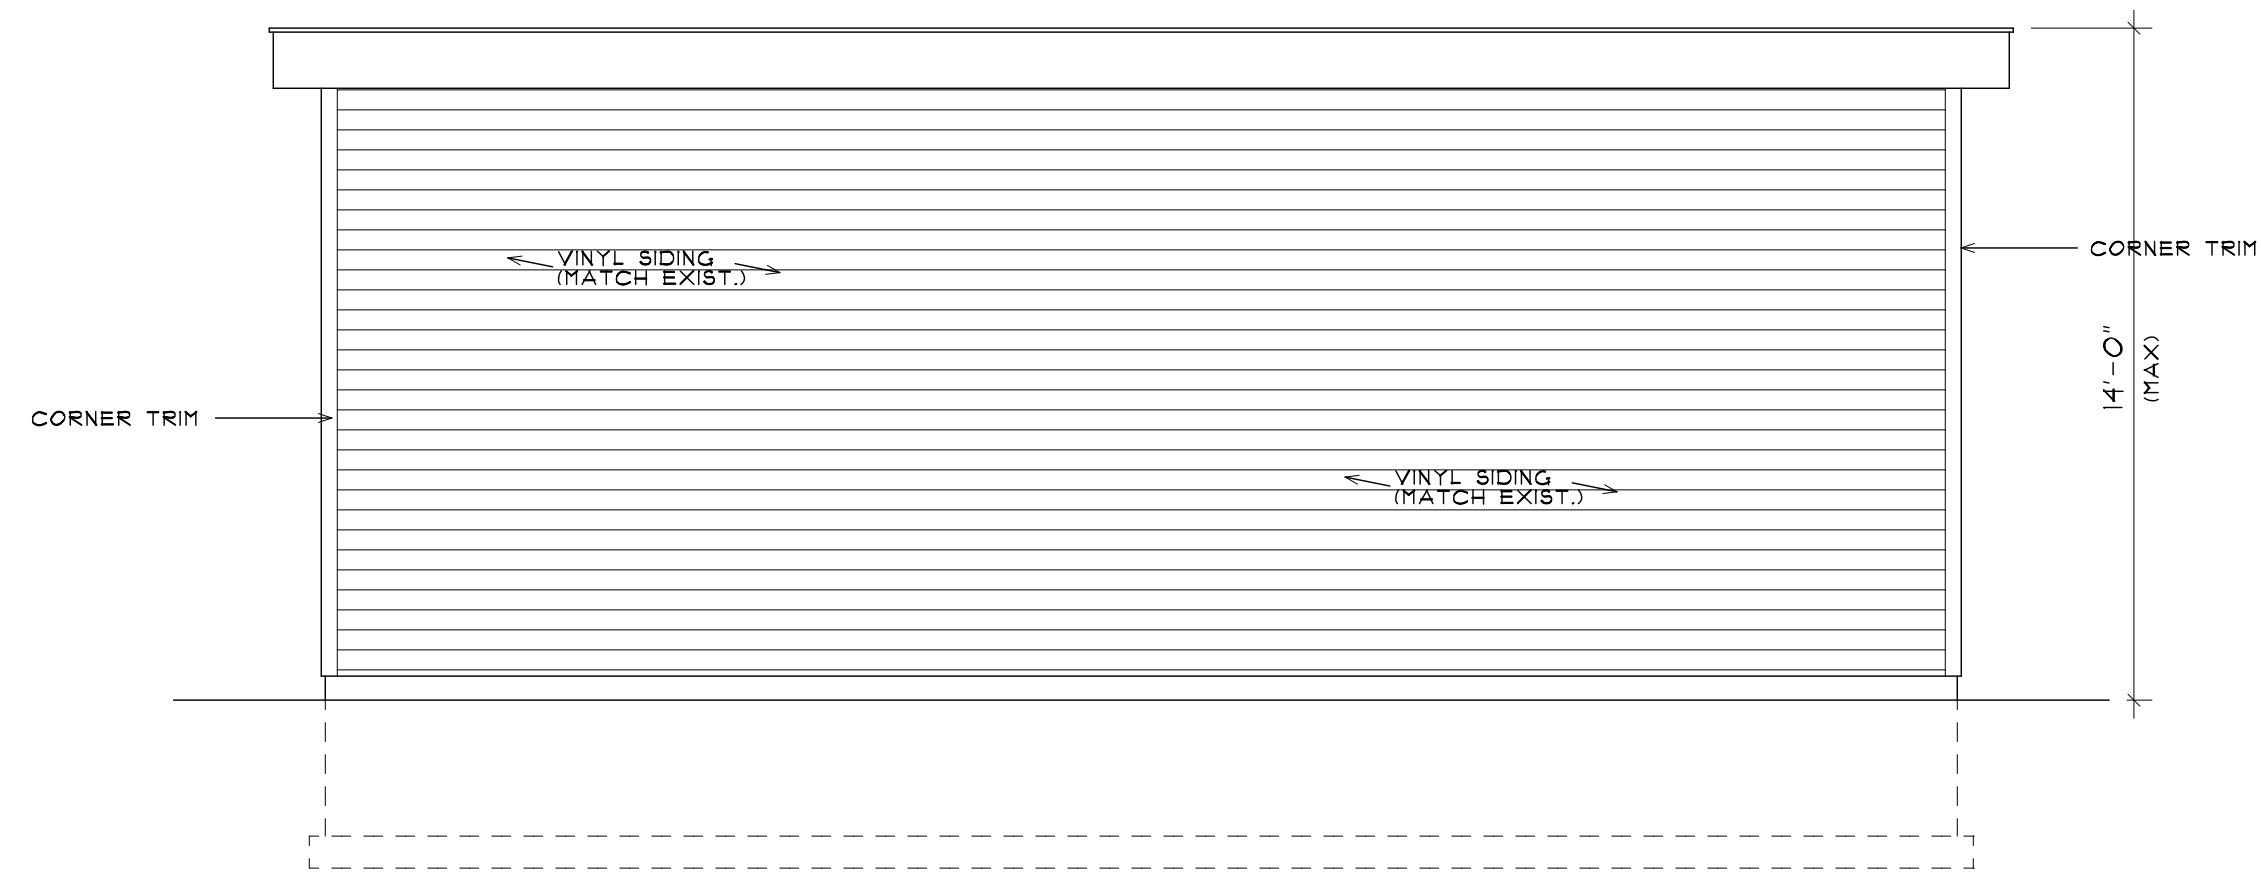 VINYL SIDING
(MATCH EXIST.)
CORNER TRIM
14'-0"
(MAX)
CORNER TRIM
VINYL SIDING
(MATCH EXIST.)